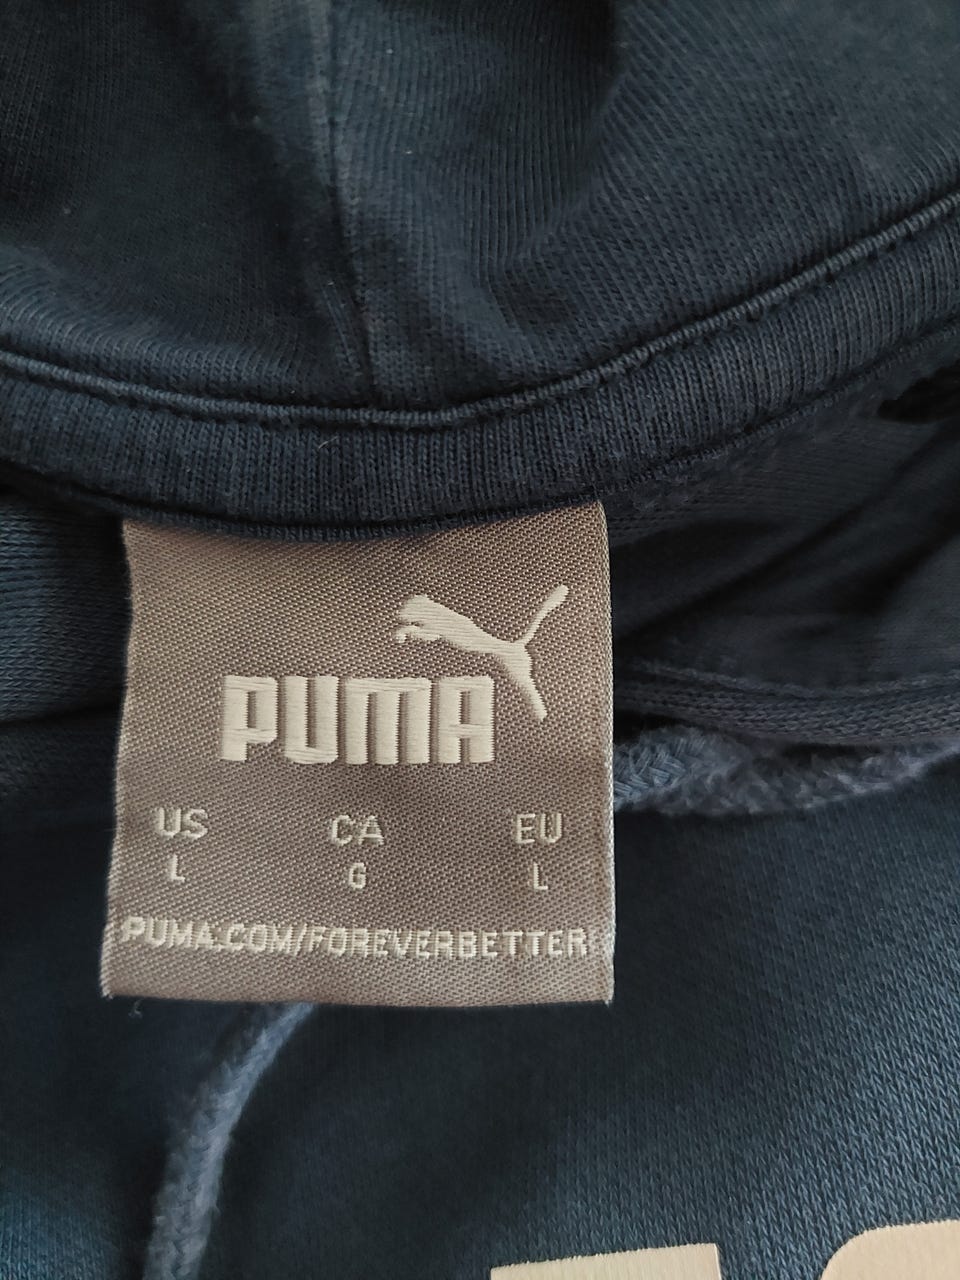 PUMA
US CA EU
L G L
PUMA.COM/FOREVERBETTER